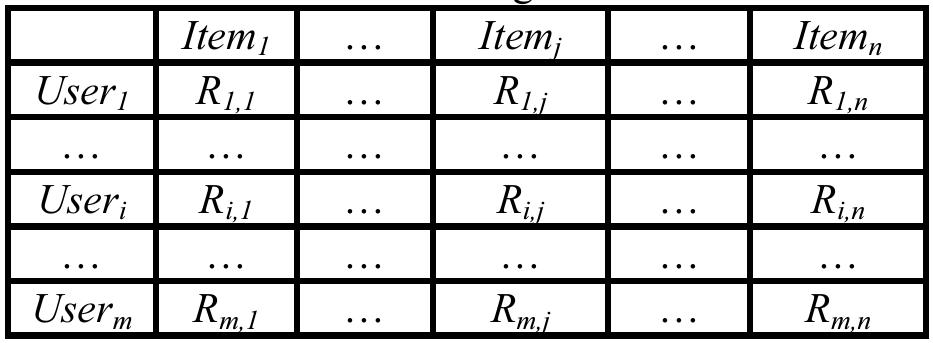 Item1 … Itemj … Itemn
User1 R1,1 … R1,j … R1,n
… … … … … …
Useri Ri,1 … Ri,j … Ri,n
… … … … … …
Userm Rm,1 … Rm,j … Rm,n